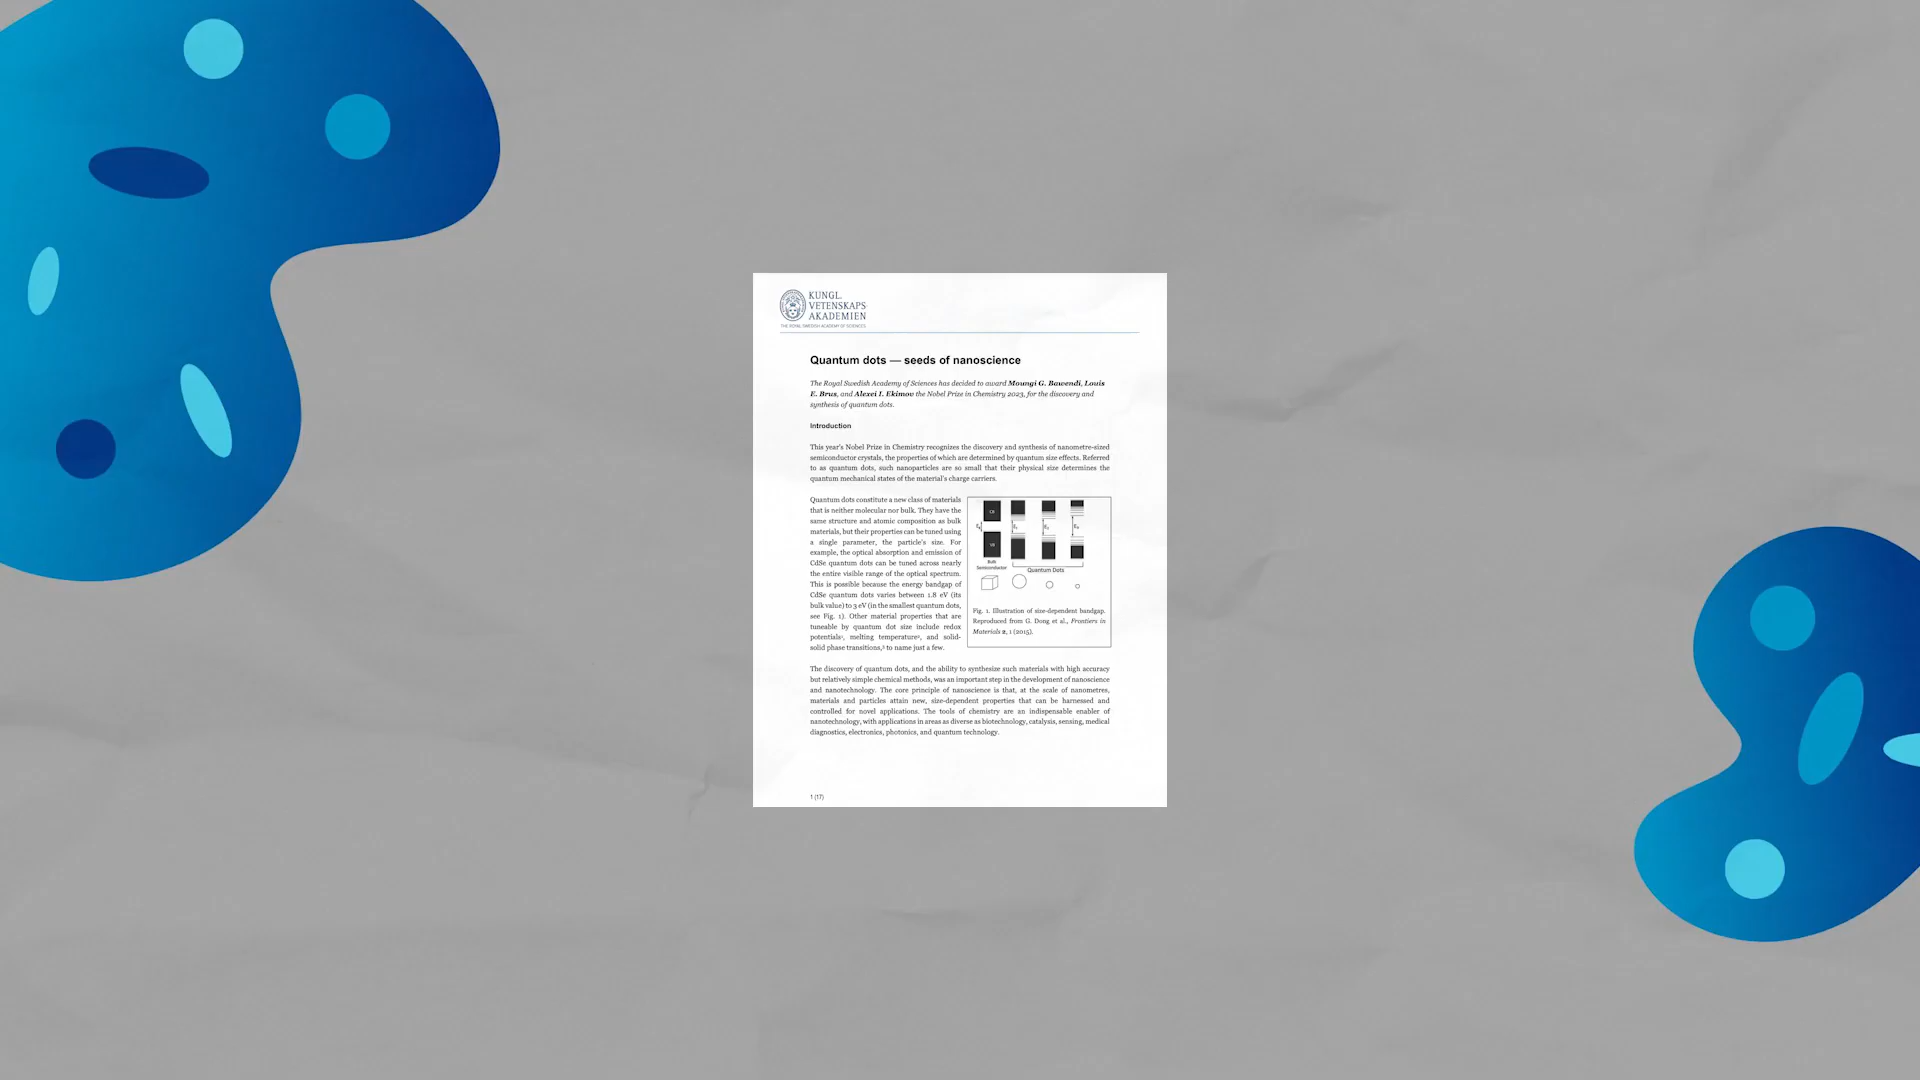 KUNGL.
VETENSKAPS
AKADEMIEN
THE ROYAL SWEDISH ACADEMY OF SCIENCES
Quantum dots — seeds of nanoscience
The Royal Swedish Academy of Sciences has decided to award Moungi G. Bawendi, Louis
E. Brus, and Alexei I. Ekimov the Nobel Prize in Chemistry 2023, for the discovery and
synthesis of quantum dots.
Introduction
This year's Nobel Prize in Chemistry recognizes the discovery and synthesis of nanometre-sized
semiconductor crystals, the properties of which are determined by quantum size effects. Referred
to as quantum dots, such nanoparticles are so small that their physical size determines the
quantum mechanical states of the material's charge carriers.
Quantum dots constitute a new class of materials
that is neither molecular nor bulk. They have the
same structure and atomic composition as bulk
materials, but their properties can be tuned using
a single parameter, the particle's size. For
example, the optical absorption and emission of
CdSe quantum dots can be tuned across nearly
the entire visible range of the optical spectrum.
This is possible because the energy bandgap of
CdSe quantum dots varies between 1.8 eV (its
bulk value) to 3 eV (in the smallest quantum dots,
see Fig. 1). Other material properties that are
tuneable by quantum dot size include redox
potentials, melting temperature, and solid-
solid phase transitions,³ to name just a few.
CB
VB
Bulk
Semiconductor
Quantum Dots
Fig. 1. Illustration of size-dependent bandgap.
Reproduced from G. Dong et al., Frontiers in
Materials 2, 1 (2015).
The discovery of quantum dots, and the ability to synthesize such materials with high accuracy
but relatively simple chemical methods, was an important step in the development of nanoscience
and nanotechnology. The core principle of nanoscience is that, at the scale of nanometres,
materials and particles attain new, size-dependent properties that can be harnessed and
controlled for novel applications. The tools of chemistry are an indispensable enabler of
nanotechnology, with applications in areas as diverse as biotechnology, catalysis, sensing, medical
diagnostics, electronics, photonics, and quantum technology.
1 (17)